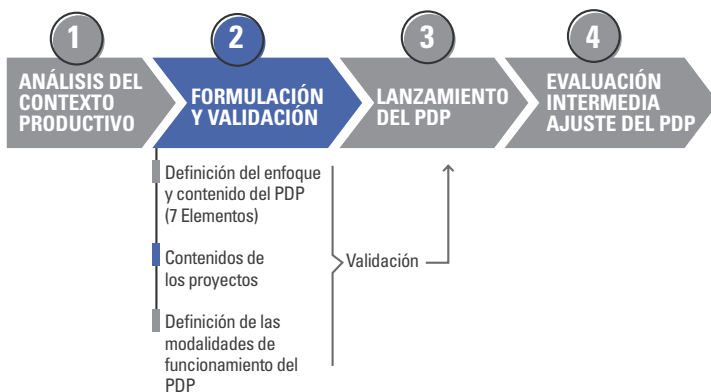 1
2
3
4
ANÁLISIS DEL
CONTEXTO
PRODUCTIVO
FORMULACIÓN
Y VALIDACIÓN
LANZAMIENTO
DEL PDP
EVALUACIÓN
INTERMEDIA
AJUSTE DEL PDP
Definición del enfoque
y contenido del PDP
(7 Elementos)
Contenidos de
los proyectos
Validación
Definición de las
modalidades de
funcionamiento del
PDP